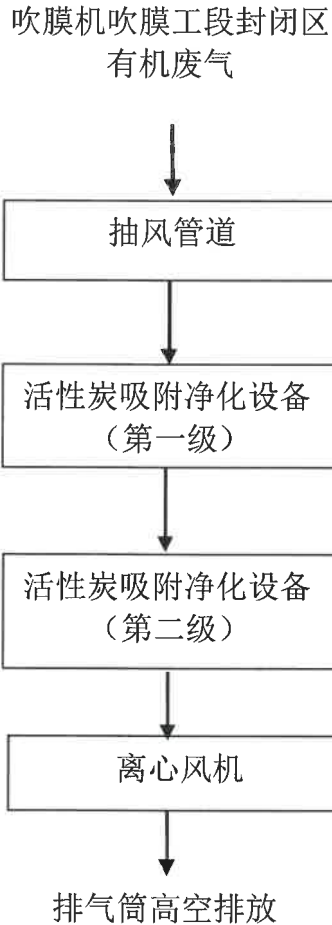 吹膜机吹膜工段封闭区
有机废气
抽风管道
活性炭吸附净化设备
（第一级）
活性炭吸附净化设备
（第二级）
离心风机
排气筒高空排放